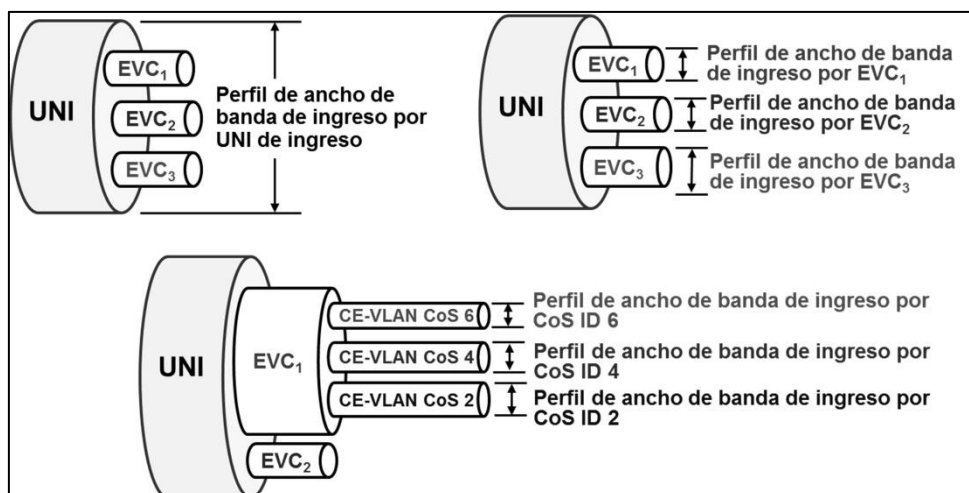 UNI
EVC₁
EVC₂
EVC₃
Perfil de ancho de
banda de ingreso por
UNI de ingreso
UNI
EVC₁
EVC₂
EVC₃
Perfil de ancho de banda
de ingreso por EVC₁
Perfil de ancho de banda
de ingreso por EVC₂
Perfil de ancho de banda
de ingreso por EVC₃
UNI
EVC₁
EVC₂
CE-VLAN CoS 6
CE-VLAN CoS 4
CE-VLAN CoS 2
Perfil de ancho de banda de ingreso por
CoS ID 6
Perfil de ancho de banda de ingreso por
CoS ID 4
Perfil de ancho de banda de ingreso por
CoS ID 2